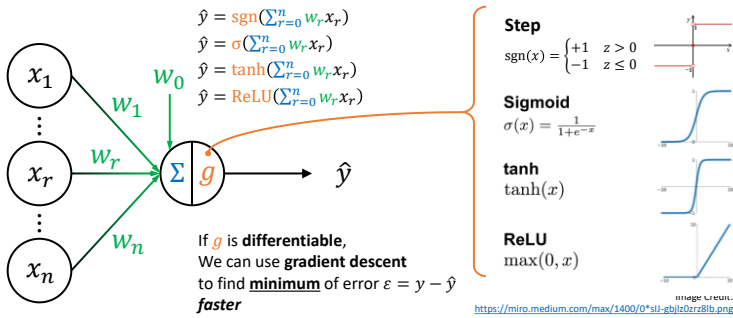 ŷ = sgn(∑ⁿᵣ₌₀ wᵣxᵣ)
ŷ = σ(∑ⁿᵣ₌₀ wᵣxᵣ)
ŷ = tanh(∑ⁿᵣ₌₀ wᵣxᵣ)
ŷ = ReLU(∑ⁿᵣ₌₀ wᵣxᵣ)
x₁
⋮
xᵣ
⋮
xₙ
w₀
w₁
wᵣ
wₙ
Σ g
ŷ
If g is differentiable,
We can use gradient descent
to find minimum of error ε = y − ŷ
faster
Step
sgn(x) = {+1 z > 0
−1 z ≤ 0
Sigmoid
σ(x) = 1/(1+e⁻ˣ)
tanh
tanh(x)
ReLU
max(0, x)
Image Credit:
https://miro.medium.com/max/1400/0*sIJ-gbjlz0zrz8lb.png